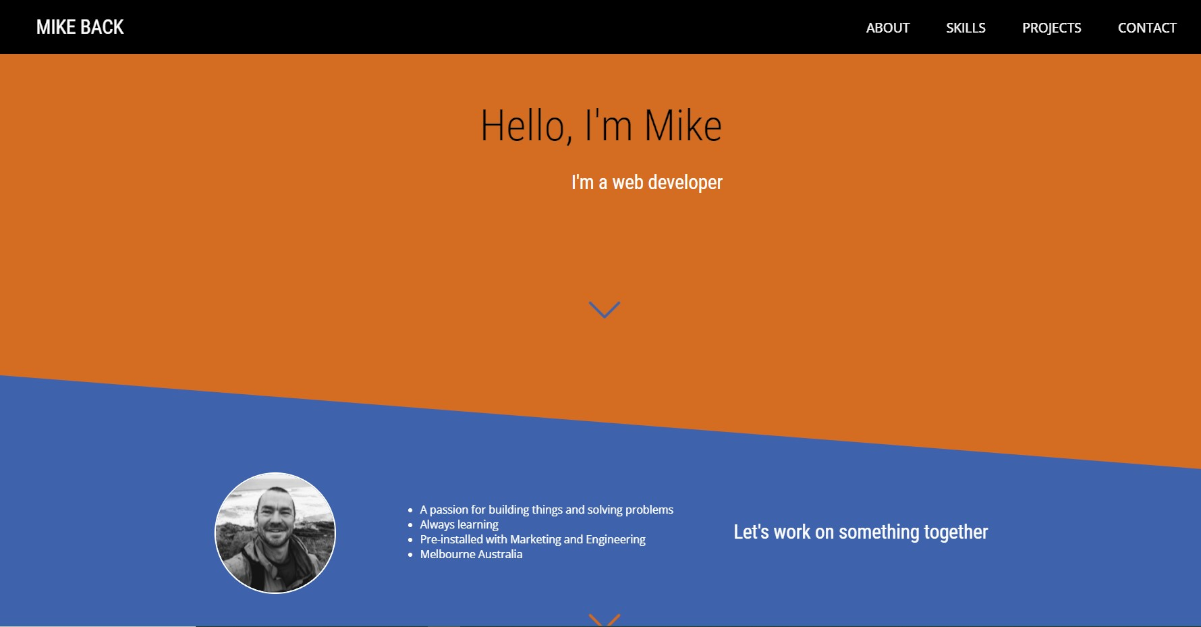 MIKE BACK
ABOUT SKILLS PROJECTS CONTACT
Hello, I'm Mike
I'm a web developer
A passion for building things and solving problems
Always learning
Pre-installed with Marketing and Engineering
Melbourne Australia
Let's work on something together